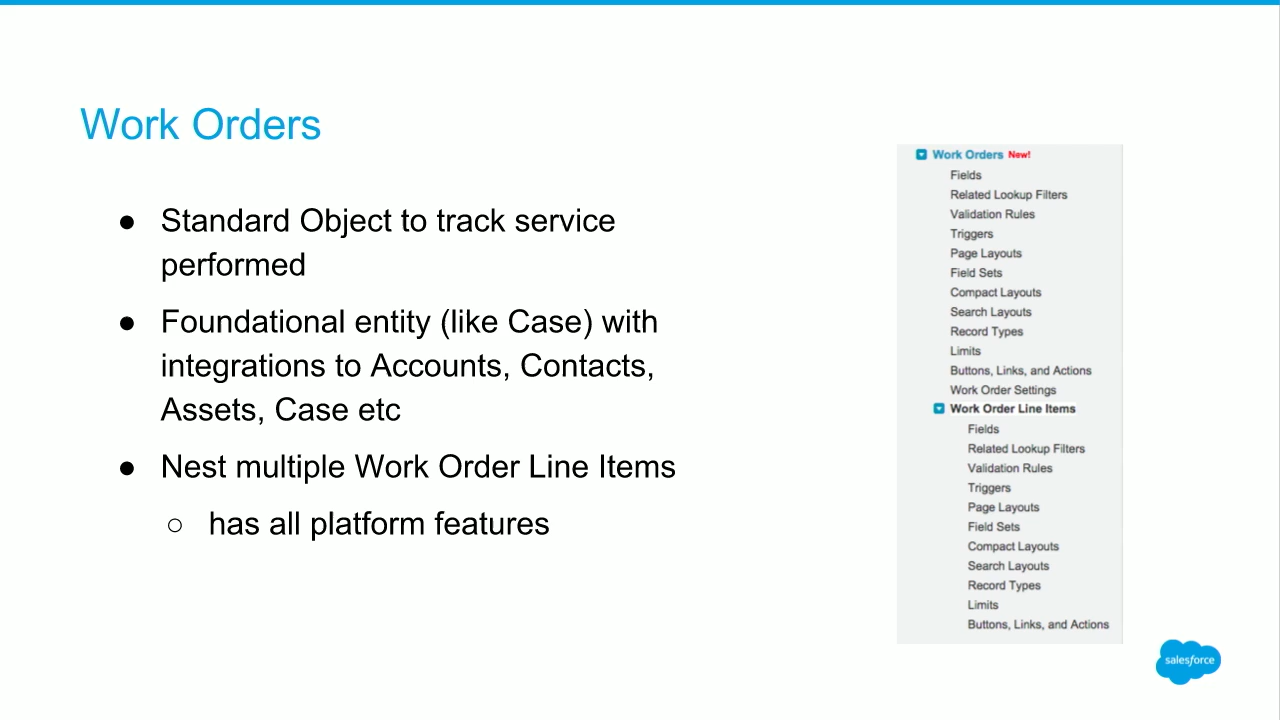 Work Orders
● Standard Object to track service
performed
● Foundational entity (like Case) with
integrations to Accounts, Contacts,
Assets, Case etc
● Nest multiple Work Order Line Items
○ has all platform features
Work Orders New!
Fields
Related Lookup Filters
Validation Rules
Triggers
Page Layouts
Field Sets
Compact Layouts
Search Layouts
Record Types
Limits
Buttons, Links, and Actions
Work Order Settings
Work Order Line Items
Fields
Related Lookup Filters
Validation Rules
Triggers
Page Layouts
Field Sets
Compact Layouts
Search Layouts
Record Types
Limits
Buttons, Links, and Actions
salesforce